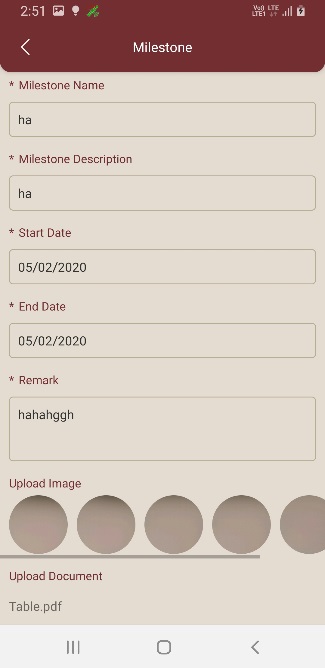 2:51
Vo) LTE
LTE1
Milestone
* Milestone Name
ha
* Milestone Description
ha
* Start Date
05/02/2020
* End Date
05/02/2020
* Remark
hahahggh
Upload Image
Upload Document
Table.pdf